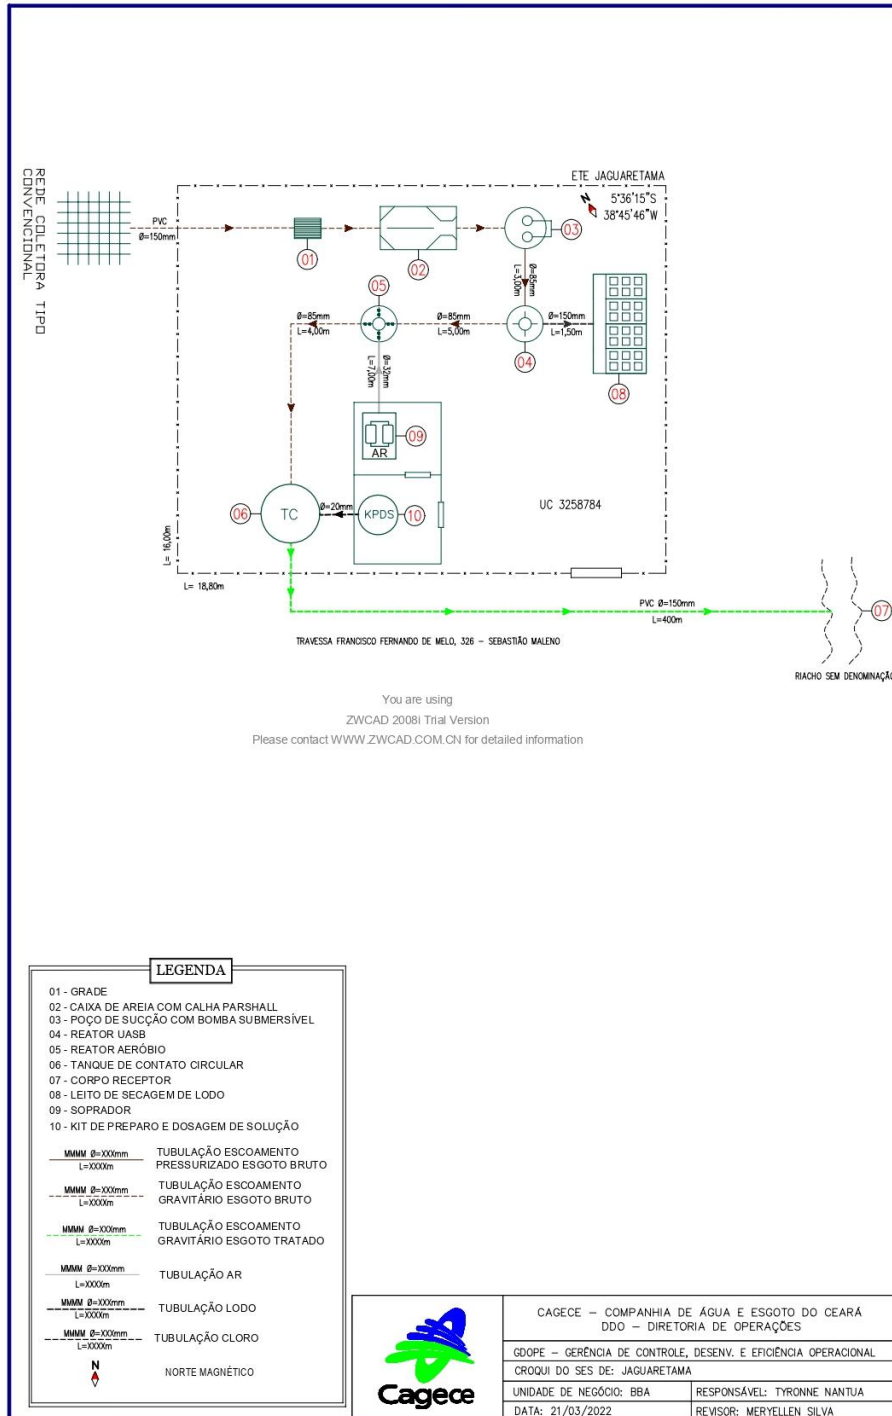 ETE JAGUARETAMA
5°36'15"S
38°45'46"W
N
REDE COLETORA TIPO
CONVENCIONAL
PVC
Ø=150mm
01
02
03
Ø=85mm
L=3,00m
05
Ø=85mm
L=4,00m
Ø=85mm
L=5,00m
Ø=150mm
L=1,50m
04
08
Ø=32mm
L=7,00m
AR
09
06
TC
Ø=20mm
KPDS
10
UC 3258784
L= 16,00m
L= 18,80m
PVC Ø=150mm
L=400m
07
TRAVESSA FRANCISCO FERNANDO DE MELO, 326 – SEBASTIÃO MALENO
RIACHO SEM DENOMINAÇÃO
You are using
ZWCAD 2008i Trial Version
Please contact WWW.ZWCAD.COM.CN for detailed information
LEGENDA
01 - GRADE
02 - CAIXA DE AREIA COM CALHA PARSHALL
03 - POÇO DE SUCÇÃO COM BOMBA SUBMERSÍVEL
04 - REATOR UASB
05 - REATOR AERÓBIO
06 - TANQUE DE CONTATO CIRCULAR
07 - CORPO RECEPTOR
08 - LEITO DE SECAGEM DE LODO
09 - SOPRADOR
10 - KIT DE PREPARO E DOSAGEM DE SOLUÇÃO
MMMM Ø=XXXmm
L=XXXXm
TUBULAÇÃO ESCOAMENTO
PRESSURIZADO ESGOTO BRUTO
MMMM Ø=XXXmm
L=XXXXm
TUBULAÇÃO ESCOAMENTO
GRAVITÁRIO ESGOTO BRUTO
MMMM Ø=XXXmm
L=XXXXm
TUBULAÇÃO ESCOAMENTO
GRAVITÁRIO ESGOTO TRATADO
MMMM Ø=XXXmm
L=XXXXm
TUBULAÇÃO AR
MMMM Ø=XXXmm
L=XXXXm
TUBULAÇÃO LODO
MMMM Ø=XXXmm
L=XXXXm
TUBULAÇÃO CLORO
N
NORTE MAGNÉTICO
Cagece
CAGECE – COMPANHIA DE ÁGUA E ESGOTO DO CEARÁ
DDO – DIRETORIA DE OPERAÇÕES
GDOPE – GERÊNCIA DE CONTROLE, DESENV. E EFICIÊNCIA OPERACIONAL
CROQUI DO SES DE: JAGUARETAMA
UNIDADE DE NEGÓCIO: BBA
RESPONSÁVEL: TYRONNE NANTUA
DATA: 21/03/2022
REVISOR: MERYELLEN SILVA